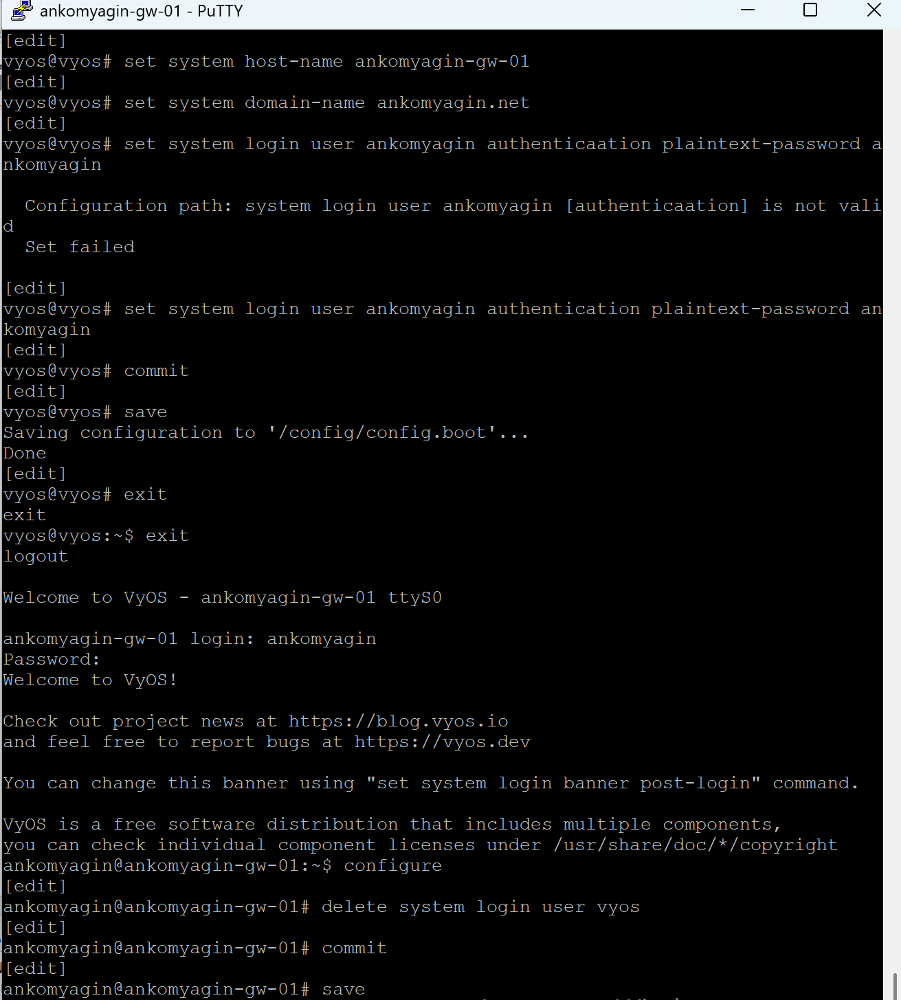 ankomyagin-gw-01 - PuTTY
[edit]
vyos@vyos# set system host-name ankomyagin-gw-01
[edit]
vyos@vyos# set system domain-name ankomyagin.net
[edit]
vyos@vyos# set system login user ankomyagin authenticaation plaintext-password a
nkomyagin
  Configuration path: system login user ankomyagin [authenticaation] is not vali
d
  Set failed
[edit]
vyos@vyos# set system login user ankomyagin authentication plaintext-password an
komyagin
[edit]
vyos@vyos# commit
[edit]
vyos@vyos# save
Saving configuration to '/config/config.boot'...
Done
[edit]
vyos@vyos# exit
exit
vyos@vyos:~$ exit
logout
Welcome to VyOS - ankomyagin-gw-01 ttyS0
ankomyagin-gw-01 login: ankomyagin
Password:
Welcome to VyOS!
Check out project news at https://blog.vyos.io
and feel free to report bugs at https://vyos.dev
You can change this banner using "set system login banner post-login" command.
VyOS is a free software distribution that includes multiple components,
you can check individual component licenses under /usr/share/doc/*/copyright
ankomyagin@ankomyagin-gw-01:~$ configure
[edit]
ankomyagin@ankomyagin-gw-01# delete system login user vyos
[edit]
ankomyagin@ankomyagin-gw-01# commit
[edit]
ankomyagin@ankomyagin-gw-01# save